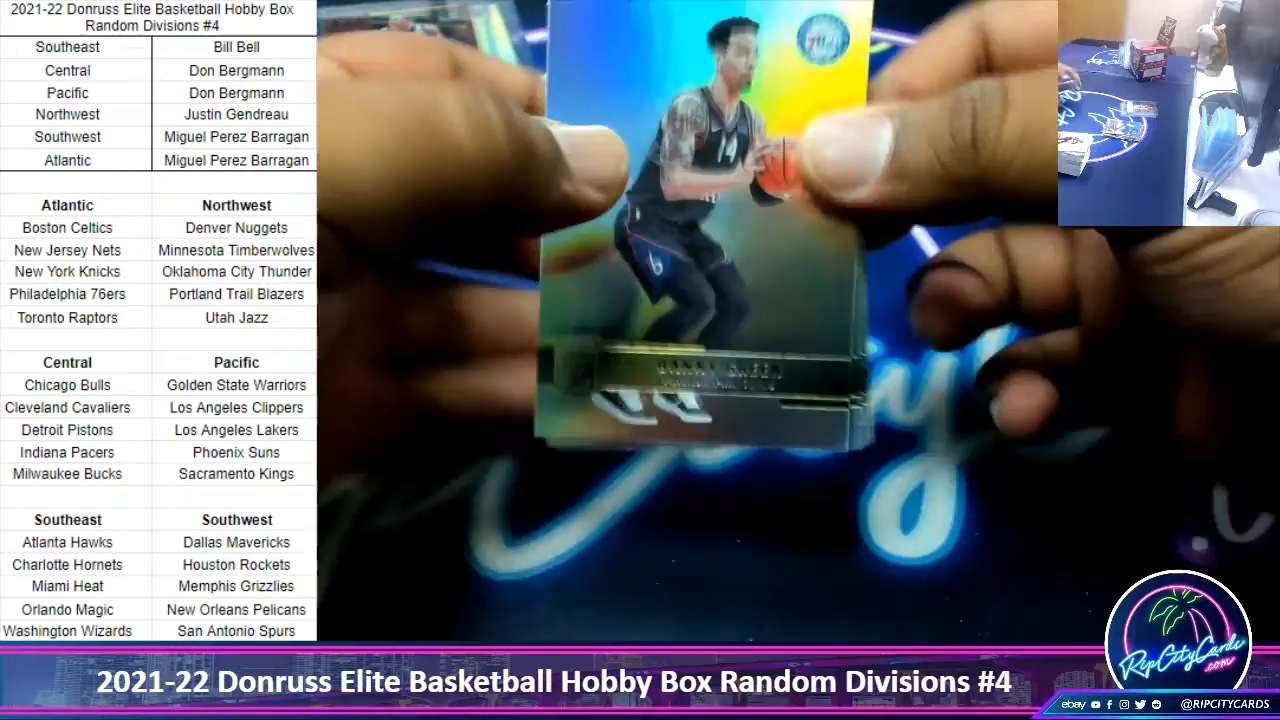 2021-22 Donruss Elite Basketball Hobby Box
Random Divisions #4
Southeast Bill Bell
Central Don Bergmann
Pacific Don Bergmann
Northwest Justin Gendreau
Southwest Miguel Perez Barragan
Atlantic Miguel Perez Barragan
Atlantic Northwest
Boston Celtics Denver Nuggets
New Jersey Nets Minnesota Timberwolves
New York Knicks Oklahoma City Thunder
Philadelphia 76ers Portland Trail Blazers
Toronto Raptors Utah Jazz
Central Pacific
Chicago Bulls Golden State Warriors
Cleveland Cavaliers Los Angeles Clippers
Detroit Pistons Los Angeles Lakers
Indiana Pacers Phoenix Suns
Milwaukee Bucks Sacramento Kings
Southeast Southwest
Atlanta Hawks Dallas Mavericks
Charlotte Hornets Houston Rockets
Miami Heat Memphis Grizzlies
Orlando Magic New Orleans Pelicans
Washington Wizards San Antonio Spurs
14
DANNY GREEN
RipCityCards
.com
2021-22 Donruss Elite Basketball Hobby Box Random Divisions #4
ebay @RIPCITYCARDS